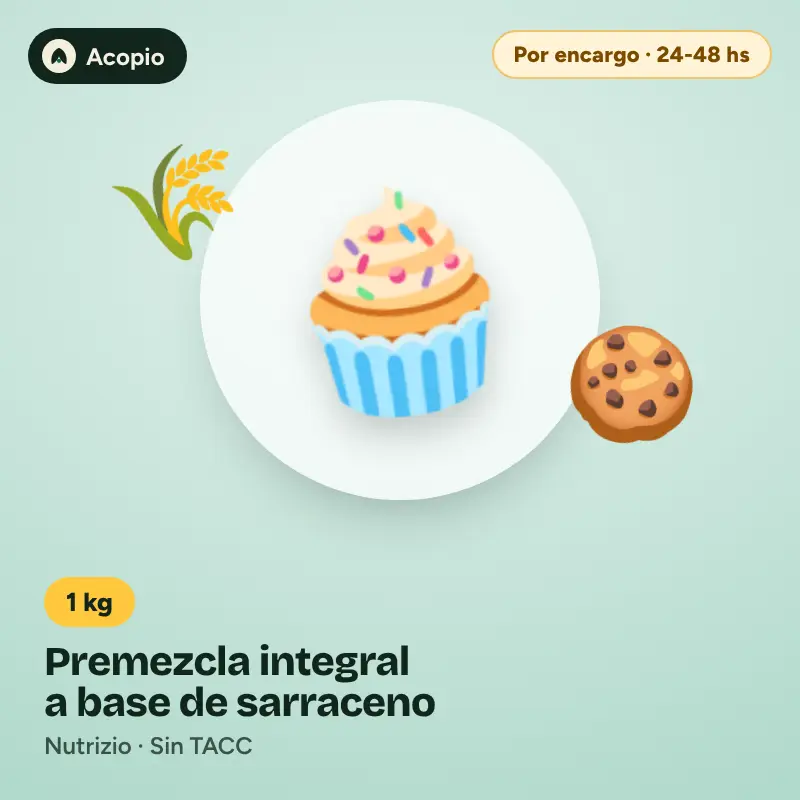 Acopio
Por encargo · 24-48 hs
1 kg
Premezcla integral
a base de sarraceno
Nutrizio · Sin TACC